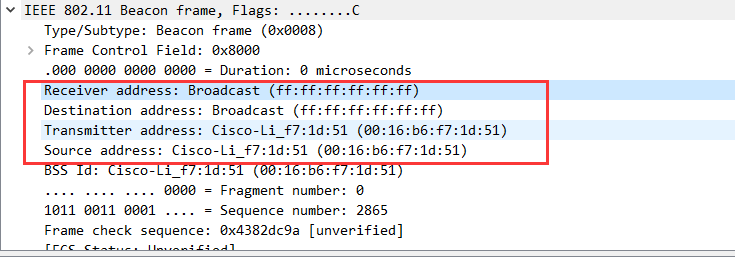 IEEE 802.11 Beacon frame, Flags: ........C
Type/Subtype: Beacon frame (0x0008)
Frame Control Field: 0x8000
.000 0000 0000 0000 = Duration: 0 microseconds
Receiver address: Broadcast (ff:ff:ff:ff:ff:ff)
Destination address: Broadcast (ff:ff:ff:ff:ff:ff)
Transmitter address: Cisco-Li_f7:1d:51 (00:16:b6:f7:1d:51)
Source address: Cisco-Li_f7:1d:51 (00:16:b6:f7:1d:51)
BSS Id: Cisco-Li_f7:1d:51 (00:16:b6:f7:1d:51)
.... .... .... 0000 = Fragment number: 0
1011 0011 0001 .... = Sequence number: 2865
Frame check sequence: 0x4382dc9a [unverified]
[FCS Status: Unverified]